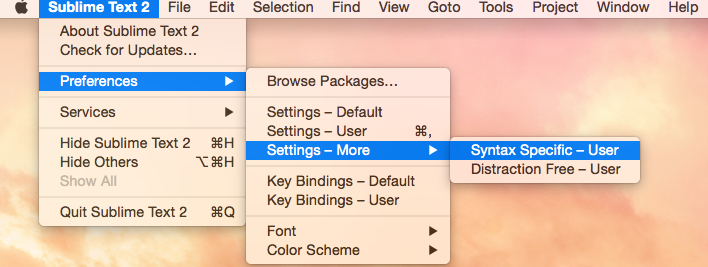 Sublime Text 2 File Edit Selection Find View Goto Tools Project Window Help
About Sublime Text 2
Check for Updates...
Preferences ▶
Services ▶
Hide Sublime Text 2 ⌘H
Hide Others ⌥⌘H
Show All
Quit Sublime Text 2 ⌘Q
Browse Packages...
Settings – Default
Settings – User ⌘,
Settings – More ▶
Key Bindings – Default
Key Bindings – User
Font ▶
Color Scheme ▶
Syntax Specific – User
Distraction Free – User